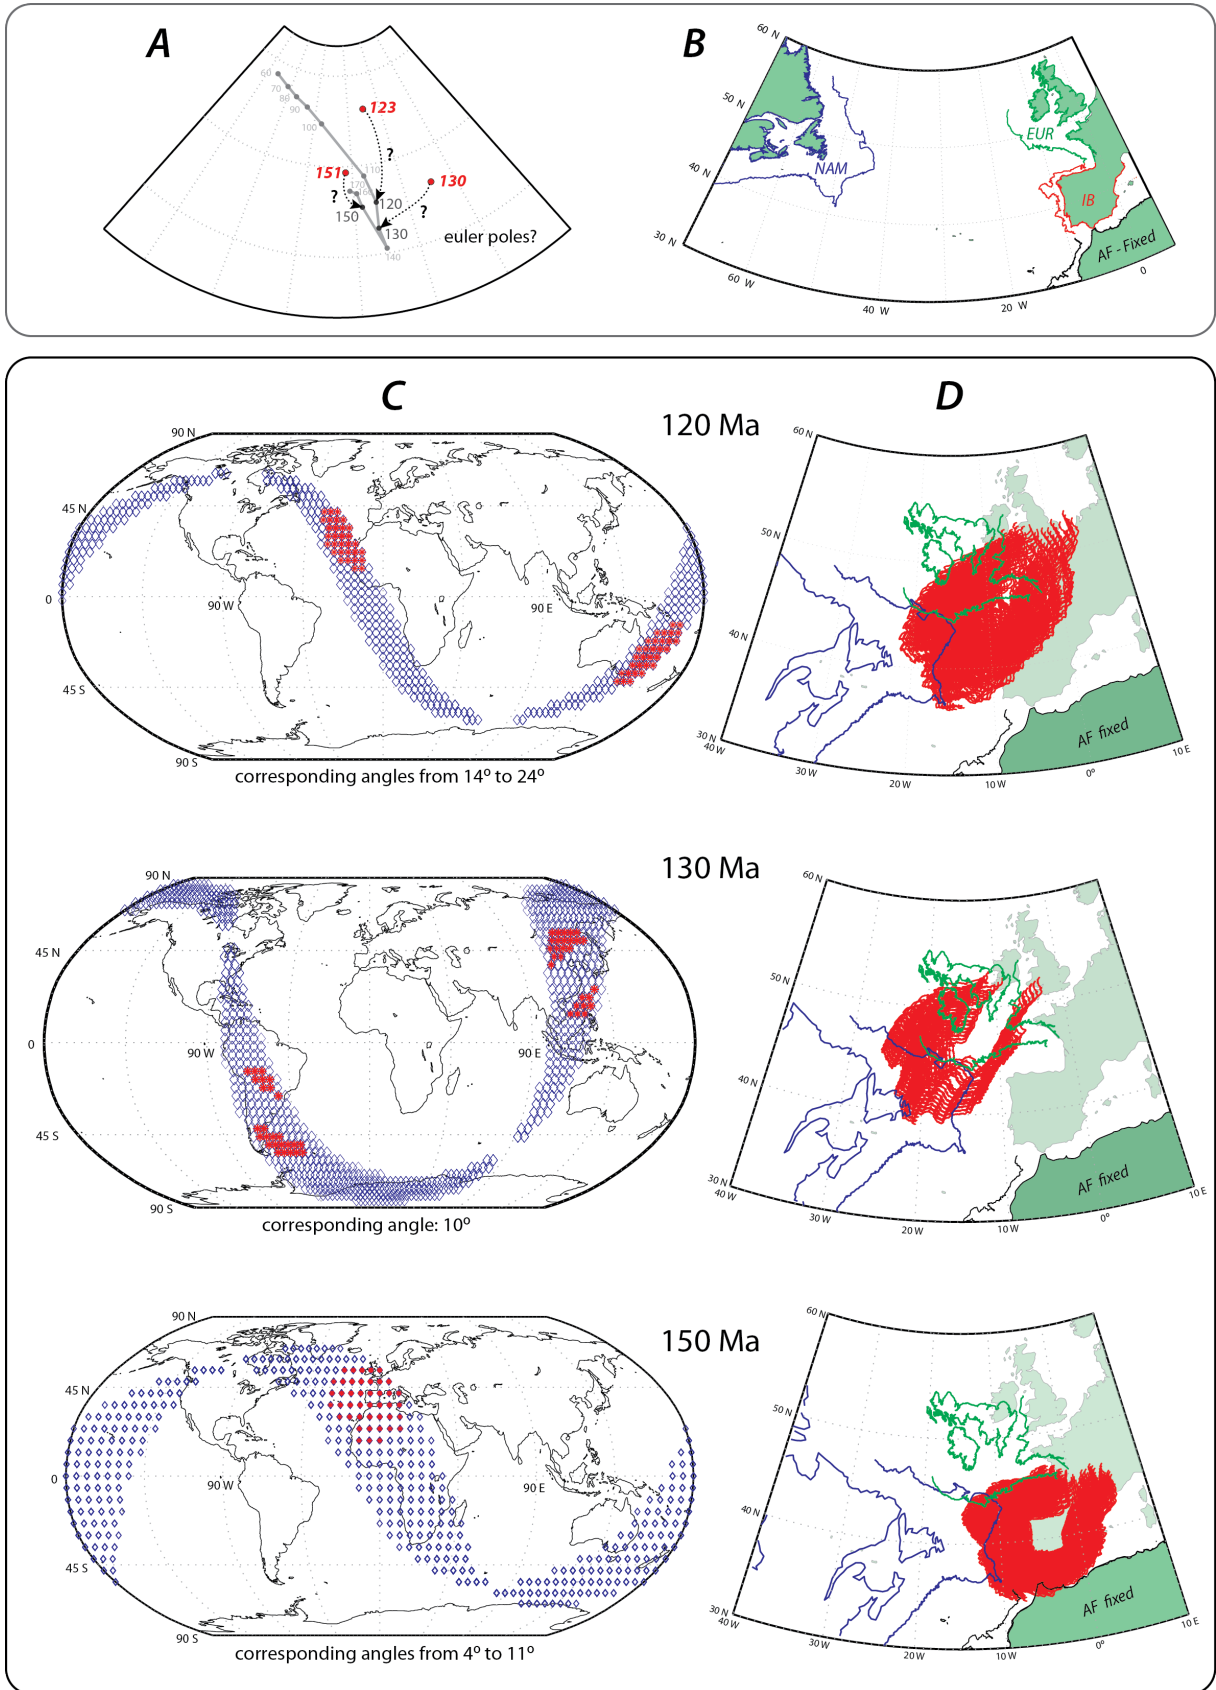 A
60
70
80
90
100
123
?
151
110
170
130
?
120
150
?
130
140
euler poles?
B
60 N
50 N
40 N
30 N
60 W
40 W
20 W
0
NAM
EUR
IB
AF - Fixed
C
D
120 Ma
90 N
45 N
0
90 W
90 E
45 S
90 S
corresponding angles from 14º to 24º
60 N
50 N
40 N
30 N
40 W
30 W
20 W
10 W
0º
10 E
AF fixed
130 Ma
90 N
45 N
0
90 W
90 E
45 S
90 S
corresponding angle: 10º
60 N
50 N
40 N
30 N
40 W
30 W
20 W
10 W
0º
10 E
AF fixed
150 Ma
90 N
45 N
0
90 W
90 E
45 S
90 S
corresponding angles from 4º to 11º
60 N
50 N
40 N
30 N
40 W
30 W
20 W
10 W
0º
10 E
AF fixed